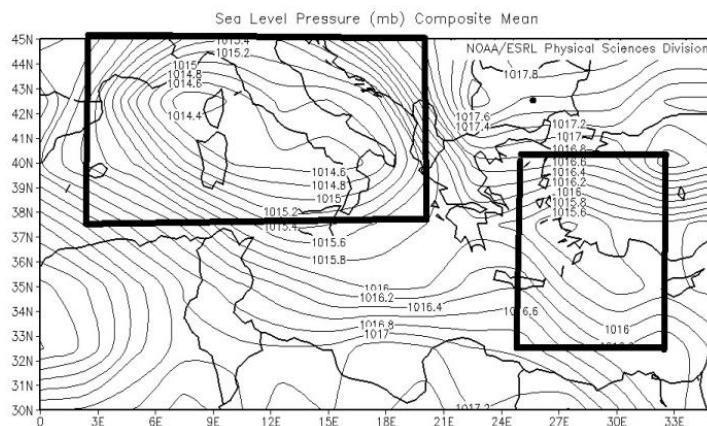 Sea Level Pressure (mb) Composite Mean
45N
1015.4
NOAA/ESRL Physical Sciences Division
1015.2
44N
1015
1017.8
1014.8
43N
1014.6
42N
1014.4
1017.6
1017.4
41N
1017.2
1017
40N
1016.8
1014.6
1016.6
39N
1014.8
1016.4
1016.2
38N
1015
1016
1015.2
1015.8
37N
1015.4
1015.6
1015.6
36N
1015.8
35N
1016
1016.2
34N
1016.4
1016.6
1016
33N
1016.8
1017
32N
31N
30N
1017.2
0 3E 6E 9E 12E 15E 18E 21E 24E 27E 30E 33E